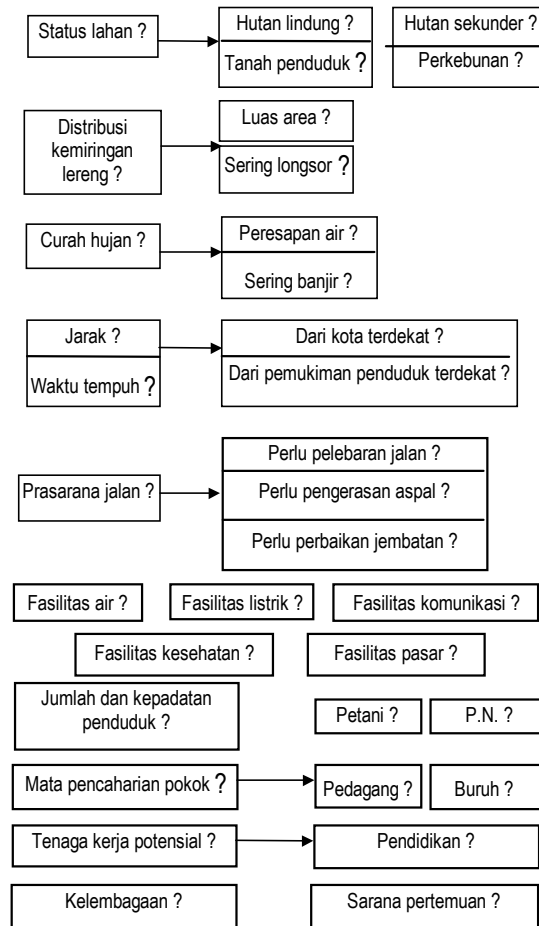 Status lahan ?
Hutan lindung ?
Tanah penduduk ?
Hutan sekunder ?
Perkebunan ?
Distribusi
kemiringan
lereng ?
Luas area ?
Sering longsor ?
Curah hujan ?
Peresapan air ?
Sering banjir ?
Jarak ?
Waktu tempuh ?
Dari kota terdekat ?
Dari pemukiman penduduk terdekat ?
Prasarana jalan ?
Perlu pelebaran jalan ?
Perlu pengerasan aspal ?
Perlu perbaikan jembatan ?
Fasilitas air ?
Fasilitas listrik ?
Fasilitas komunikasi ?
Fasilitas kesehatan ?
Fasilitas pasar ?
Jumlah dan kepadatan
penduduk ?
Petani ?
P.N. ?
Mata pencaharian pokok ?
Pedagang ?
Buruh ?
Tenaga kerja potensial ?
Pendidikan ?
Kelembagaan ?
Sarana pertemuan ?